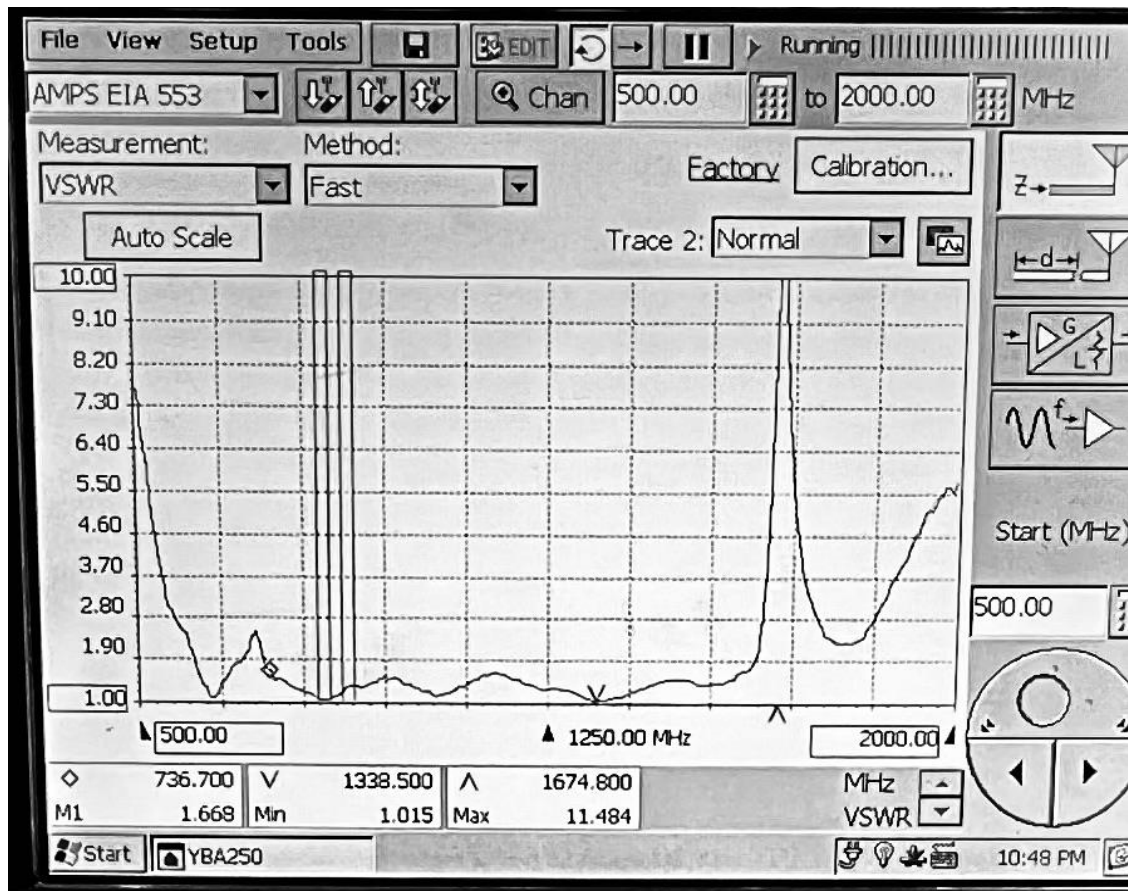 File View Setup Tools EDIT Running
AMPS EIA 553 Chan 500.00 to 2000.00 MHz
Measurement: Method:
VSWR Fast Factory Calibration...
Z
Auto Scale Trace 2: Normal
d
10.00
9.10
G
L
8.20
7.30
f
6.40
5.50
4.60
Start (MHz)
3.70
2.80
500.00
1.90
1.00
500.00 1250.00 MHz 2000.00
736.700 V 1338.500 Λ 1674.800 MHz
M1 1.668 Min 1.015 Max 11.484 VSWR
Start YBA250 10:48 PM